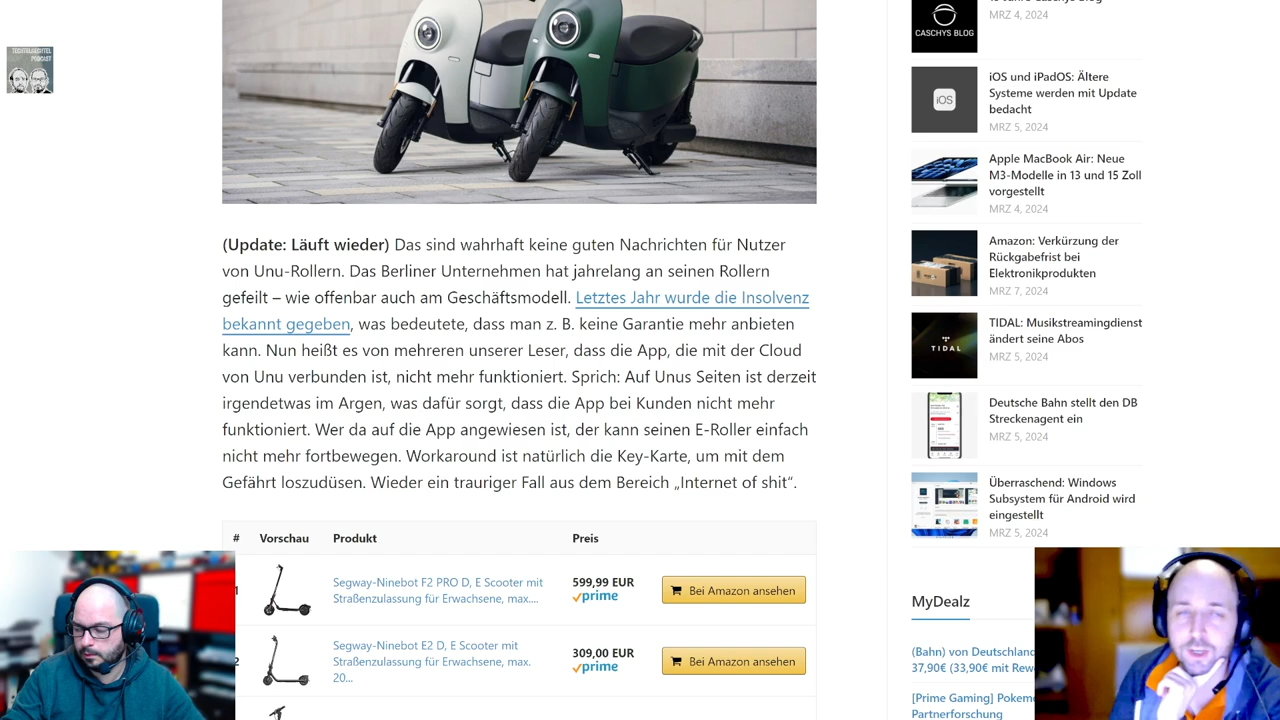 TECHTELMECHTEL
PODCAST
(Update: Läuft wieder) Das sind wahrhaft keine guten Nachrichten für Nutzer
von Unu-Rollern. Das Berliner Unternehmen hat jahrelang an seinen Rollern
gefeilt – wie offenbar auch am Geschäftsmodell. Letztes Jahr wurde die Insolvenz
bekannt gegeben, was bedeutete, dass man z. B. keine Garantie mehr anbieten
kann. Nun heißt es von mehreren unserer Leser, dass die App, die mit der Cloud
von Unu verbunden ist, nicht mehr funktioniert. Sprich: Auf Unus Seiten ist derzeit
irgendetwas im Argen, was dafür sorgt, dass die App bei Kunden nicht mehr
funktioniert. Wer da auf die App angewesen ist, der kann seinen E-Roller einfach
nicht mehr fortbewegen. Workaround ist natürlich die Key-Karte, um mit dem
Gefährt loszudüsen. Wieder ein trauriger Fall aus dem Bereich „Internet of shit“.
# Vorschau Produkt Preis
1 Segway-Ninebot F2 PRO D, E Scooter mit
Straßenzulassung für Erwachsene, max....
599,99 EUR
prime
Bei Amazon ansehen
2 Segway-Ninebot E2 D, E Scooter mit
Straßenzulassung für Erwachsene, max.
20...
309,00 EUR
prime
Bei Amazon ansehen
CASCHYS BLOG
MRZ 4, 2024
iOS
iOS und iPadOS: Ältere
Systeme werden mit Update
bedacht
MRZ 5, 2024
Apple MacBook Air: Neue
M3-Modelle in 13 und 15 Zoll
vorgestellt
MRZ 4, 2024
Amazon: Verkürzung der
Rückgabefrist bei
Elektronikprodukten
MRZ 7, 2024
TIDAL
TIDAL: Musikstreamingdienst
ändert seine Abos
MRZ 5, 2024
Deutsche Bahn stellt den DB
Streckenagent ein
MRZ 5, 2024
Überraschend: Windows
Subsystem für Android wird
eingestellt
MRZ 5, 2024
MyDealz
(Bahn) von Deutschland
37,90€ (33,90€ mit Rew
[Prime Gaming] Pokemo
Partnerforschung